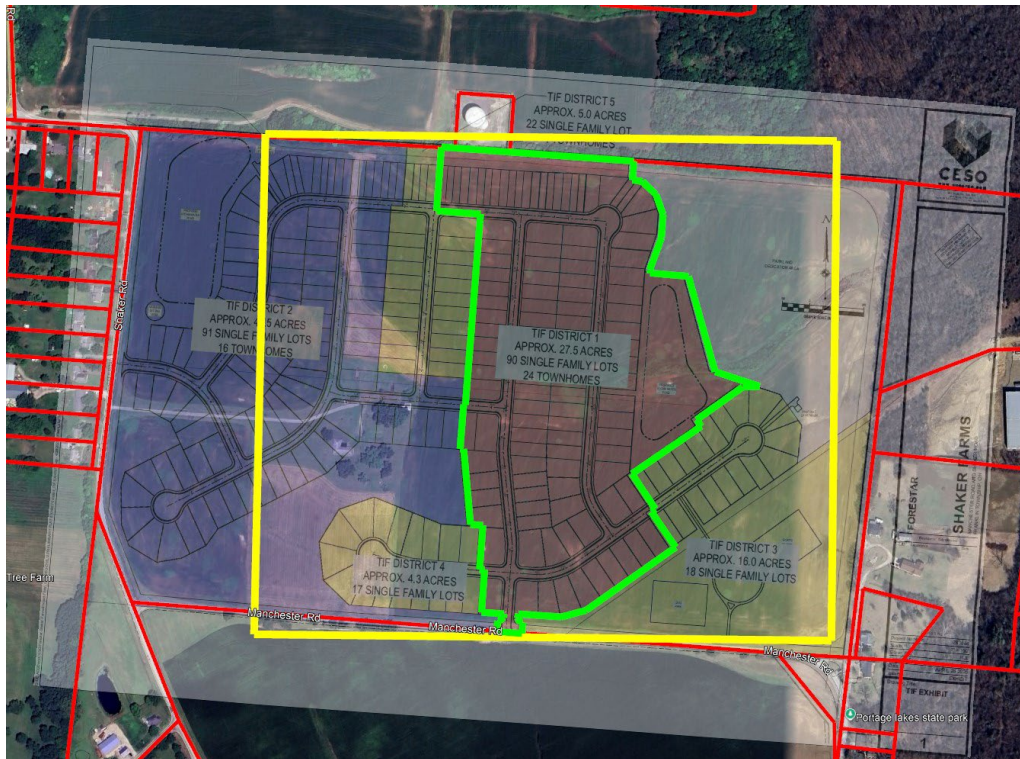 Rd
TIF DISTRICT 5
APPROX. 5.0 ACRES
22 SINGLE FAMILY LOT
CESO
N
Shaker Rd
TIF DISTRICT 2
91 SINGLE FAMILY LOTS
16 TOWNHOMES
TIF DISTRICT 1
APPROX. 27.5 ACRES
90 SINGLE FAMILY LOTS
24 TOWNHOMES
FORESTAR
SHAKER FARMS
TIF DISTRICT 3
APPROX. 16.0 ACRES
18 SINGLE FAMILY LOTS
TIF DISTRICT 4
APPROX. 4.3 ACRES
17 SINGLE FAMILY LOTS
Tree Farm
Manchester Rd
Manchester Rd
Manchester Rd
TIF EXHIBIT
Portage lakes state park
1